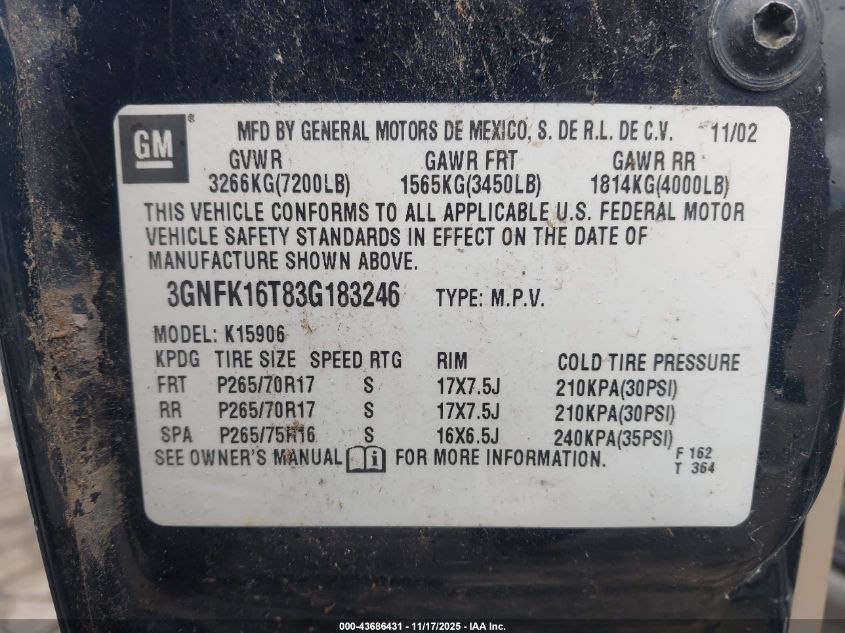 GM ® MFD BY GENERAL MOTORS DE MEXICO, S. DE R.L. DE C.V. 11/02
GVWR GAWR FRT GAWR RR
3266KG(7200LB) 1565KG(3450LB) 1814KG(4000LB)
THIS VEHICLE CONFORMS TO ALL APPLICABLE U.S. FEDERAL MOTOR
VEHICLE SAFETY STANDARDS IN EFFECT ON THE DATE OF
MANUFACTURE SHOWN ABOVE.
3GNFK16T83G183246 TYPE: M.P.V.
MODEL: K15906
KPDG TIRE SIZE SPEED RTG RIM COLD TIRE PRESSURE
FRT P265/70R17 S 17X7.5J 210KPA(30PSI)
RR P265/70R17 S 17X7.5J 210KPA(30PSI)
SPA P265/75R16 S 16X6.5J 240KPA(35PSI)
SEE OWNER'S MANUAL i FOR MORE INFORMATION. F 162
T 364
000-43686431 - 11/17/2025 - IAA Inc.